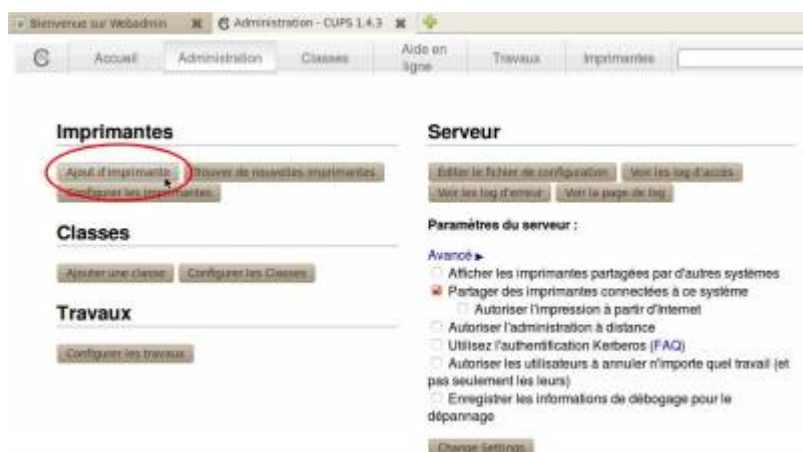 Bienvenue sur Webadmin
Administration - CUPS 1.4.3
Accueil
Administration
Classes
Aide en
ligne
Travaux
Imprimantes
Imprimantes
Ajout d'imprimante
Trouver de nouvelles imprimantes
Configurer les imprimantes
Classes
Ajouter une classe
Configurer les Classes
Travaux
Configurer les travaux
Serveur
Editer le fichier de configuration
Voir les log d'accès
Voir les log d'erreur
Voir la page de log
Paramètres du serveur :
Avancé ▶
Afficher les imprimantes partagées par d'autres systèmes
Partager des imprimantes connectées à ce système
Autoriser l'impression à partir d'Internet
Autoriser l'administration à distance
Utilisez l'authentification Kerberos (FAQ)
Autoriser les utilisateurs à annuler n'importe quel travail (et
pas seulement les leurs)
Enregistrer les informations de débogage pour le
dépannage
Change Settings